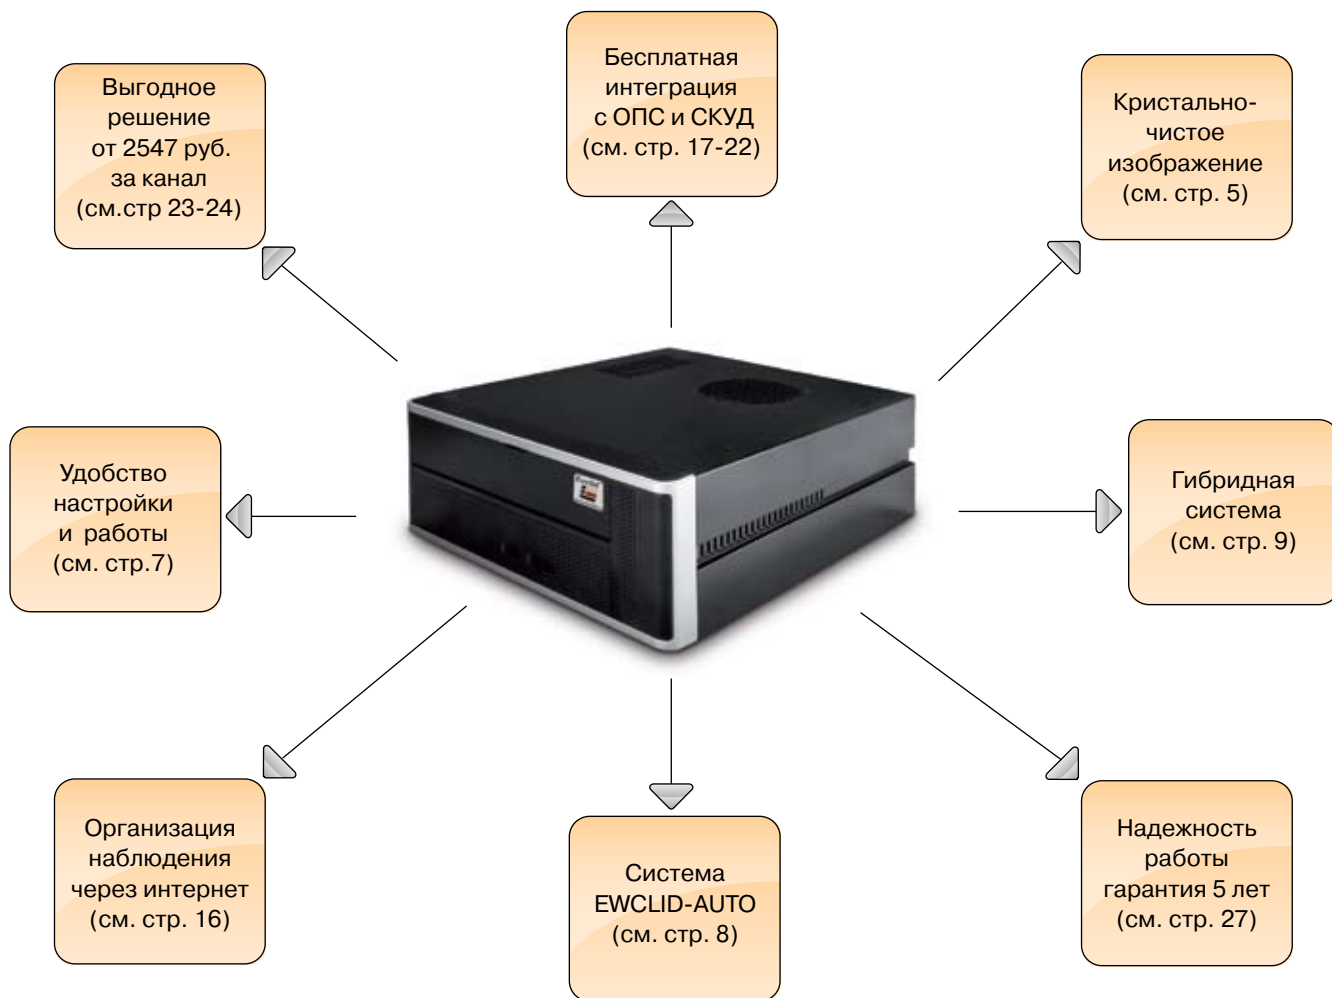 Бесплатная
интеграция
с ОПС и СКУД
(см. стр. 17-22)
Выгодное
решение
от 2547 руб.
за канал
(см.стр 23-24)
Кристально-
чистое
изображение
(см. стр. 5)
Удобство
настройки
и работы
(см. стр.7)
Гибридная
система
(см. стр. 9)
Организация
наблюдения
через интернет
(см. стр. 16)
Система
EWCLID-AUTO
(см. стр. 8)
Надежность
работы
гарантия 5 лет
(см. стр. 27)